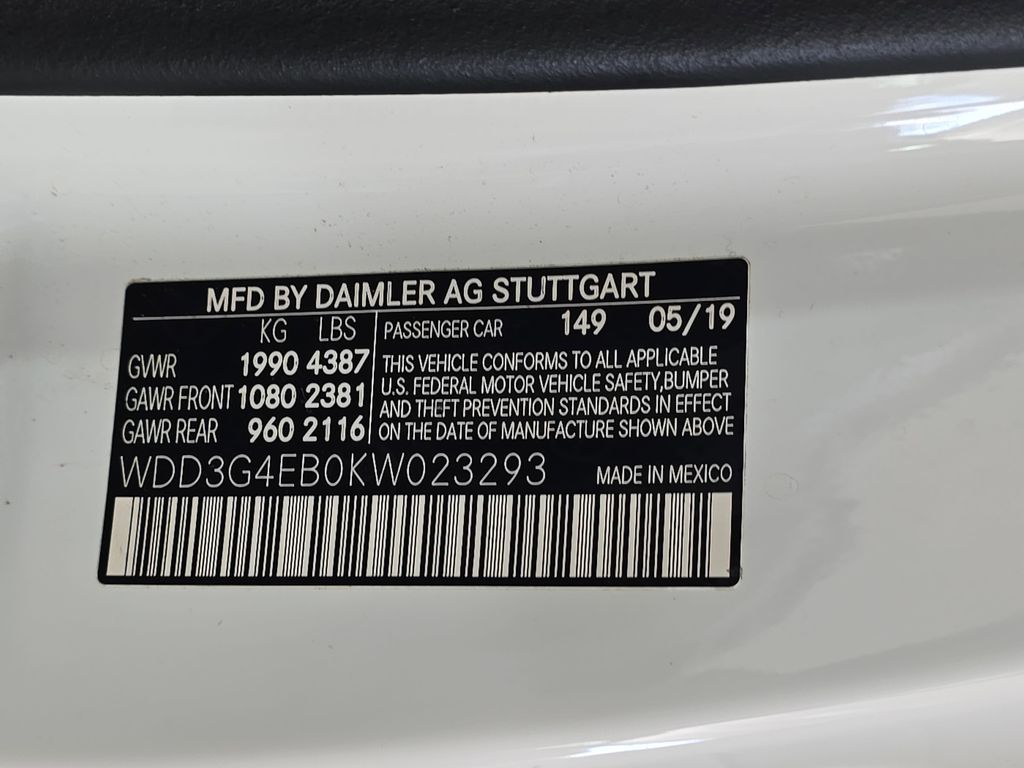 MFD BY DAIMLER AG STUTTGART
KG LBS
GVWR 1990 4387
GAWR FRONT 1080 2381
GAWR REAR 960 2116
PASSENGER CAR 149 05/19
THIS VEHICLE CONFORMS TO ALL APPLICABLE
U.S. FEDERAL MOTOR VEHICLE SAFETY,BUMPER
AND THEFT PREVENTION STANDARDS IN EFFECT
ON THE DATE OF MANUFACTURE SHOWN ABOVE
WDD3G4EB0KW023293 MADE IN MEXICO